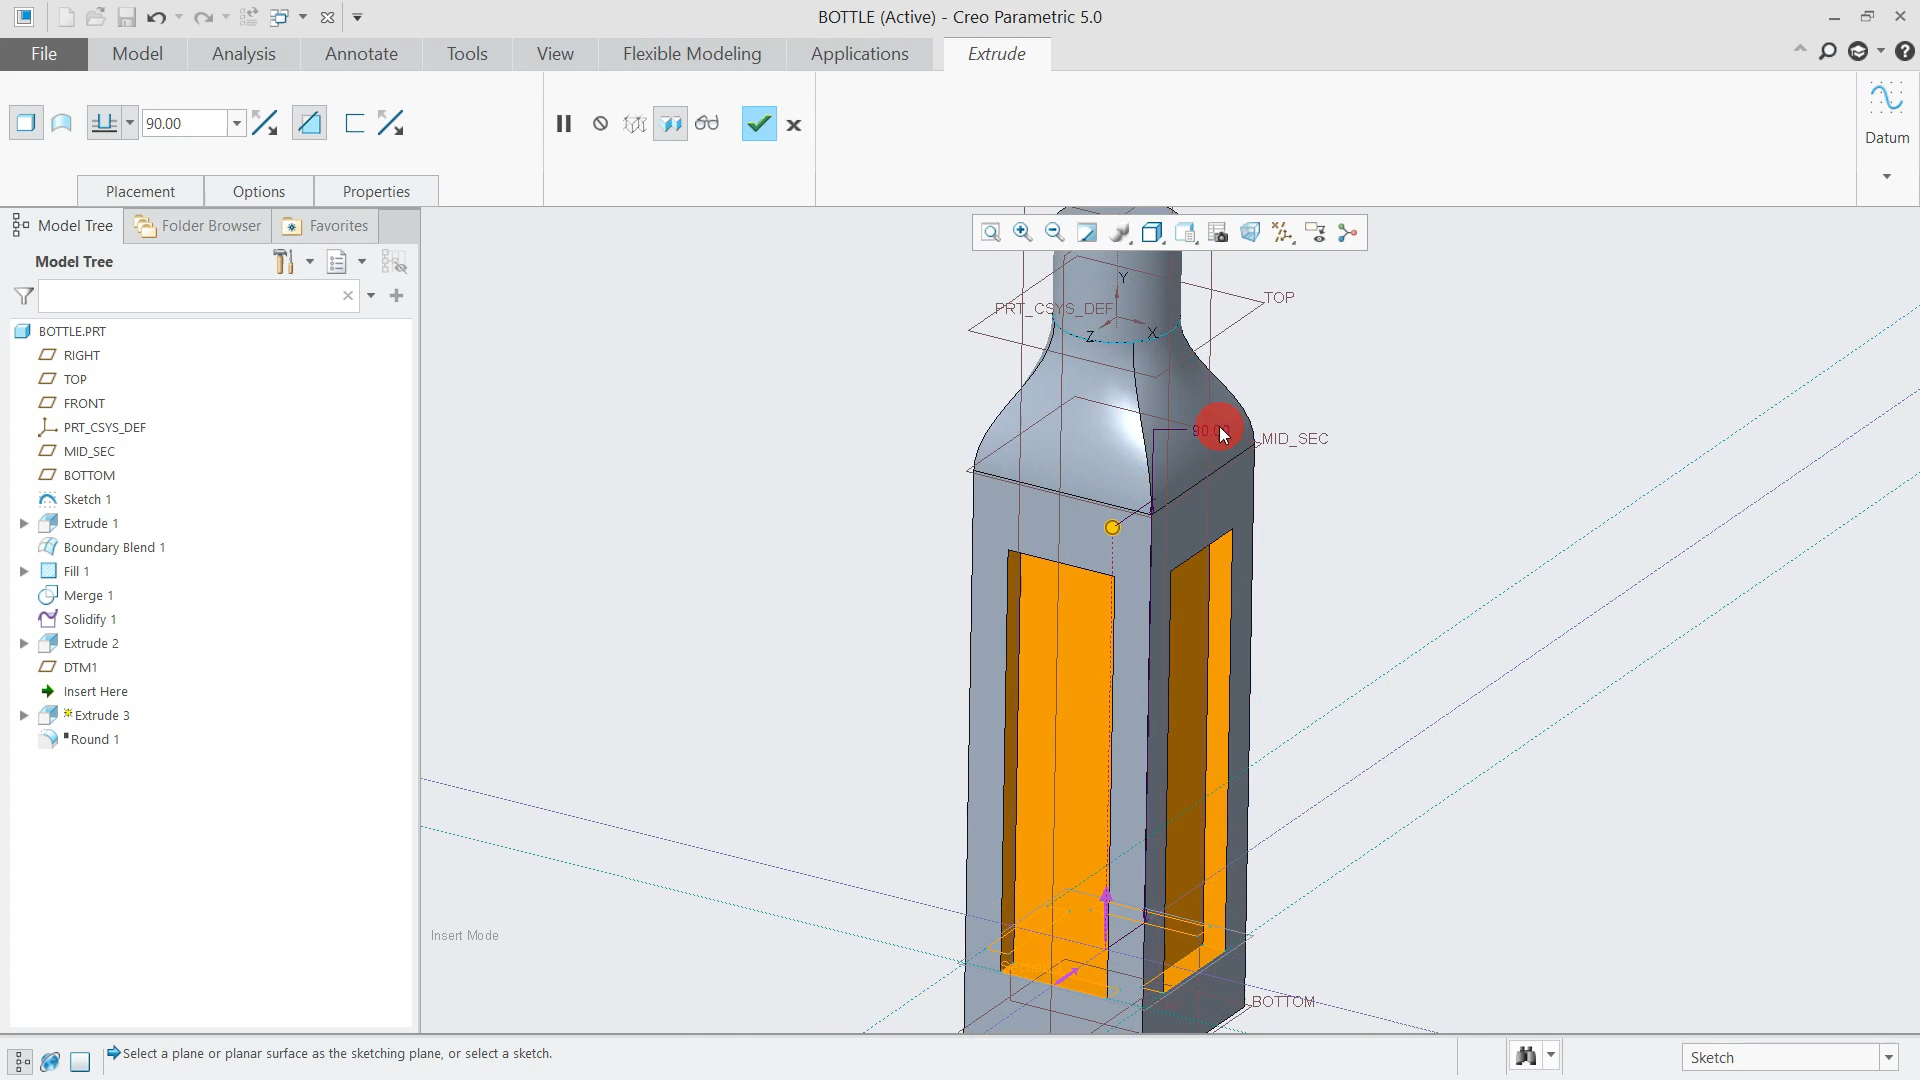 BOTTLE (Active) - Creo Parametric 5.0
File Model Analysis Annotate Tools View Flexible Modeling Applications Extrude
90.00
Placement Options Properties
Datum
Model Tree Folder Browser Favorites
Model Tree
BOTTLE.PRT
RIGHT
TOP
FRONT
PRT_CSYS_DEF
MID_SEC
BOTTOM
Sketch 1
Extrude 1
Boundary Blend 1
Fill 1
Merge 1
Solidify 1
Extrude 2
DTM1
Insert Here
Extrude 3
Round 1
Y
TOP
PRT_CSYS_DEF
Z X
90.00
MID_SEC
BOTTOM
Insert Mode
Select a plane or planar surface as the sketching plane, or select a sketch.
Sketch